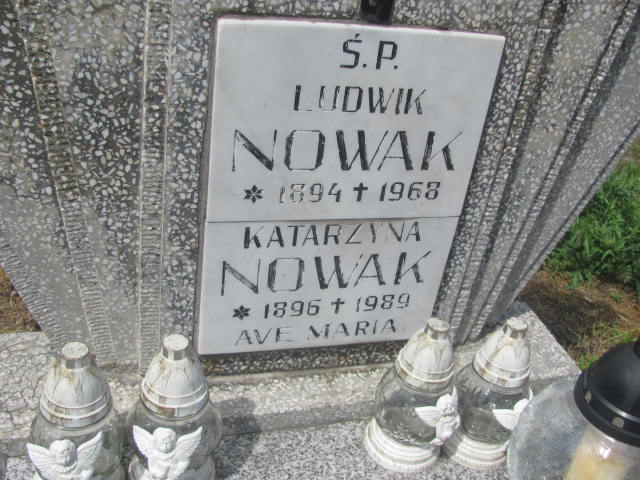 Ś.P.
LUDWIK
NOWAK
* 1894 ✝ 1968
KATARZYNA
NOWAK
* 1896 ✝ 1989
AVE MARIA